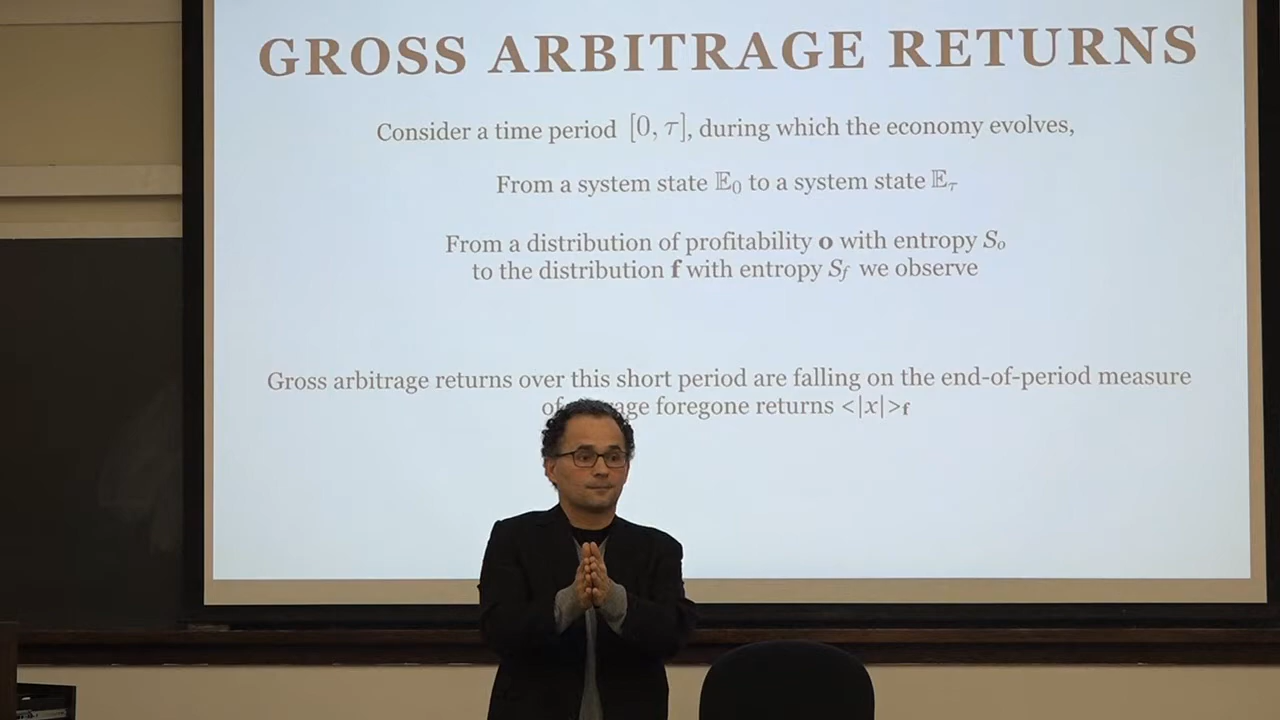 GROSS ARBITRAGE RETURNS
Consider a time period [0, τ], during which the economy evolves,
From a system state 𝔼₀ to a system state 𝔼τ
From a distribution of profitability o with entropy Sₒ
to the distribution f with entropy Sf we observe
Gross arbitrage returns over this short period are falling on the end-of-period measure
foregone returns <|x|>f